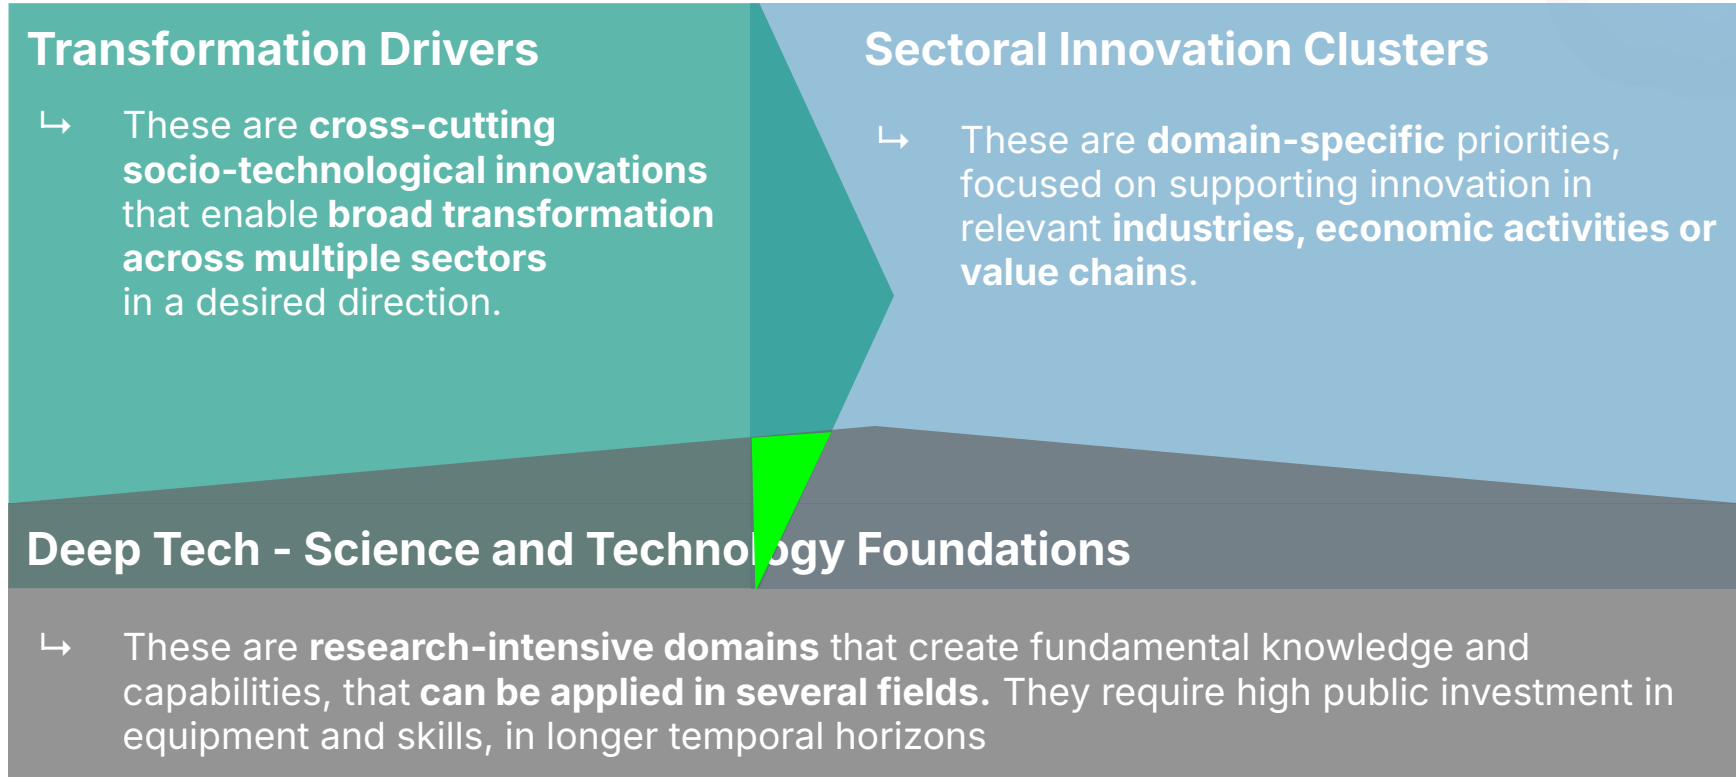 Transformation Drivers
↳ These are cross-cutting
socio-technological innovations
that enable broad transformation
across multiple sectors
in a desired direction.
Sectoral Innovation Clusters
↳ These are domain-specific priorities,
focused on supporting innovation in
relevant industries, economic activities or
value chains.
Deep Tech - Science and Technology Foundations
↳ These are research-intensive domains that create fundamental knowledge and
capabilities, that can be applied in several fields. They require high public investment in
equipment and skills, in longer temporal horizons